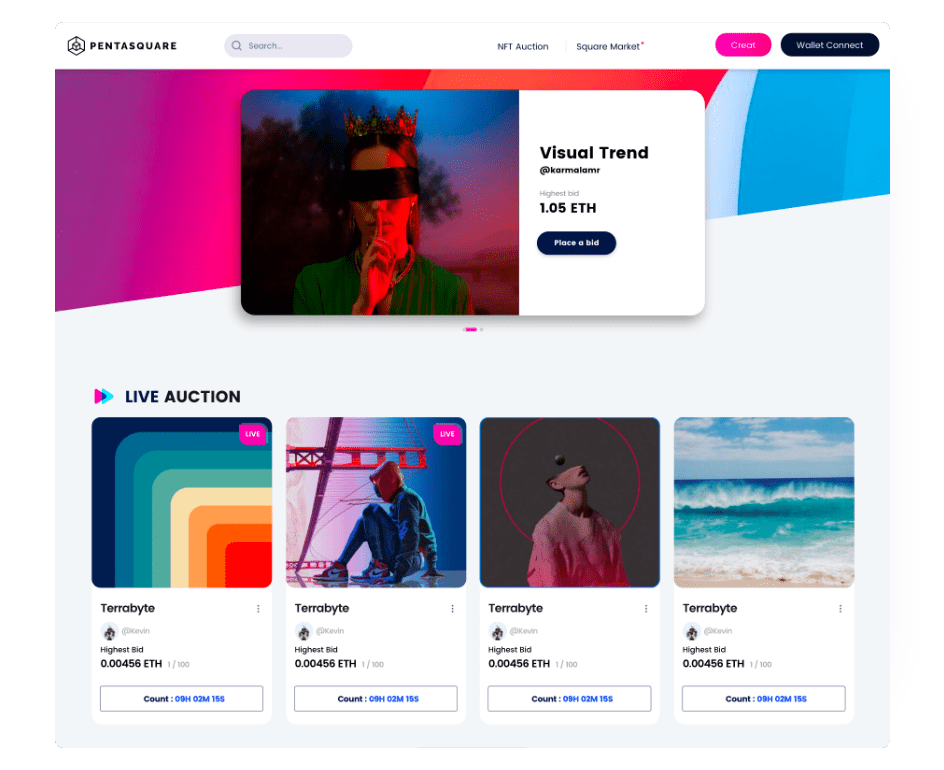 PENTASQUARE
Search...
NFT Auction
Square Market*
Creat
Wallet Connect
Visual Trend
@karmalamr
Highest bid
1.05 ETH
Place a bid
LIVE AUCTION
LIVE
LIVE
Terrabyte
Terrabyte
Terrabyte
Terrabyte
@Kevin
@Kevin
@Kevin
@Kevin
Highest Bid
Highest Bid
Highest Bid
Highest Bid
0.00456 ETH 1 / 100
0.00456 ETH 1 / 100
0.00456 ETH 1 / 100
0.00456 ETH 1 / 100
Count : 09H 02M 15S
Count : 09H 02M 15S
Count : 09H 02M 15S
Count : 09H 02M 15S